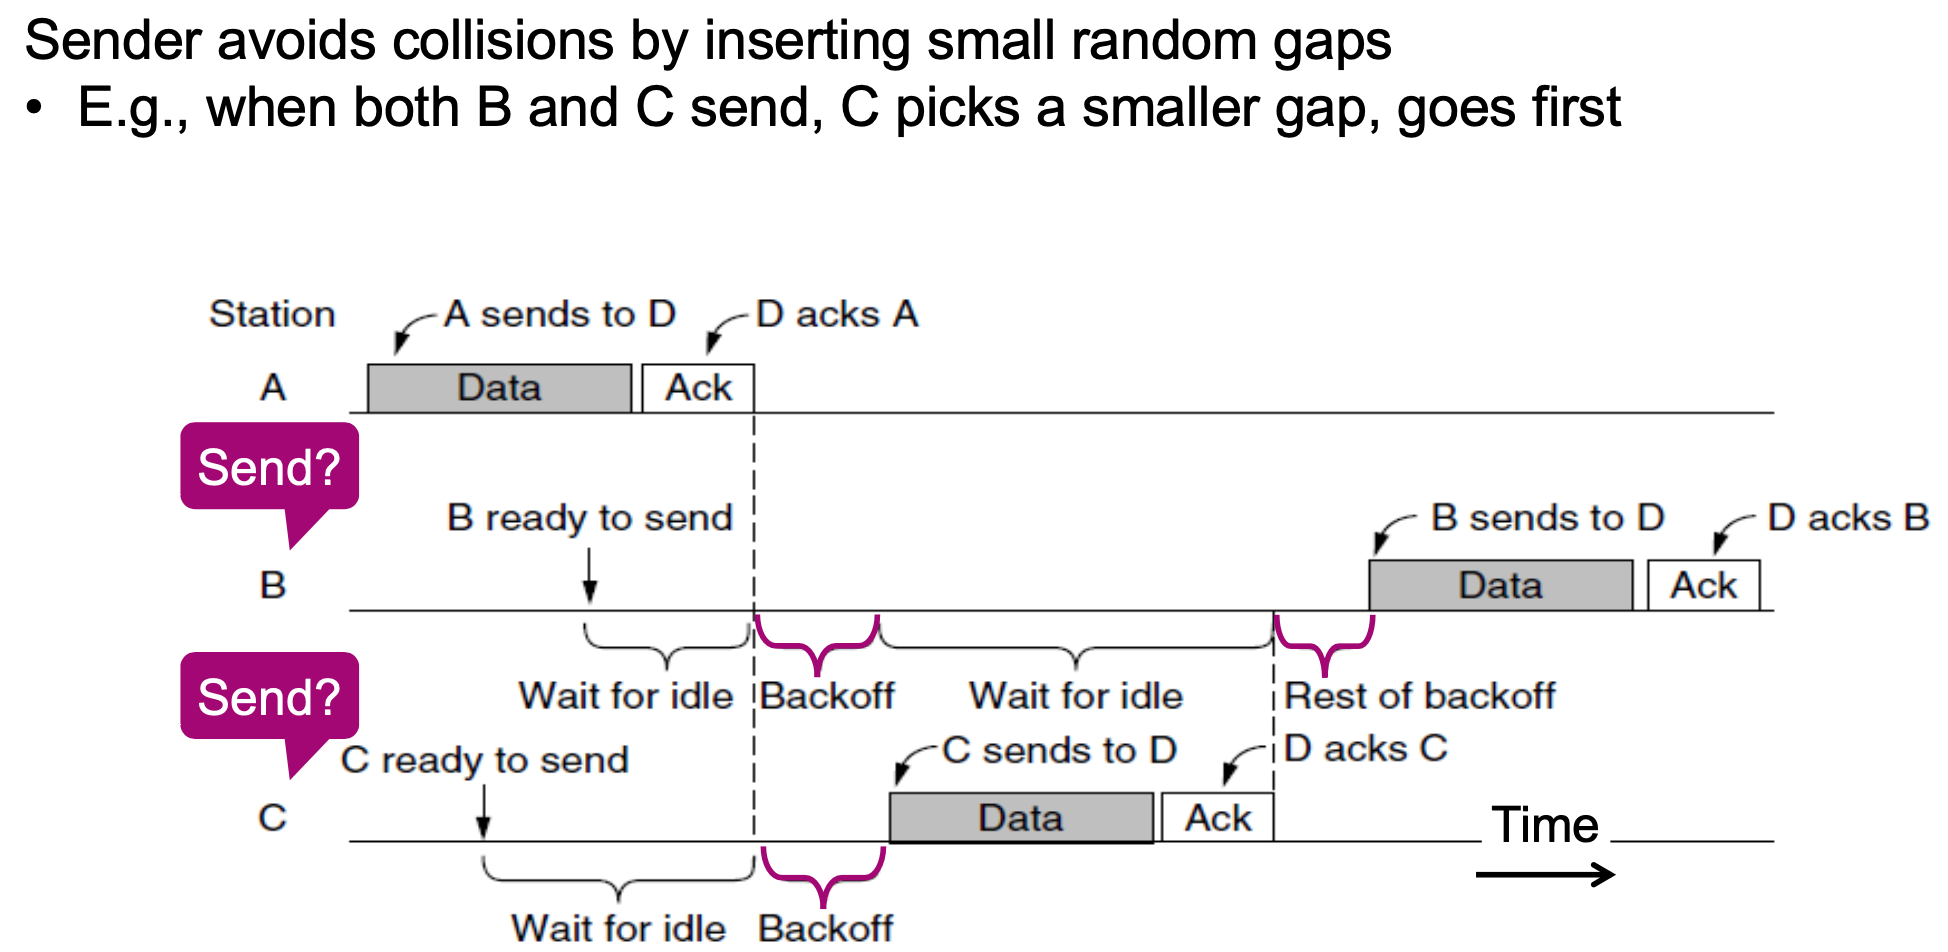 Sender avoids collisions by inserting small random gaps
• E.g., when both B and C send, C picks a smaller gap, goes first
Station
A sends to D
D acks A
A
Data
Ack
Send?
B ready to send
B sends to D
D acks B
B
Data
Ack
Wait for idle
Backoff
Wait for idle
Rest of backoff
Send?
C ready to send
C sends to D
D acks C
C
Data
Ack
Time
Wait for idle
Backoff